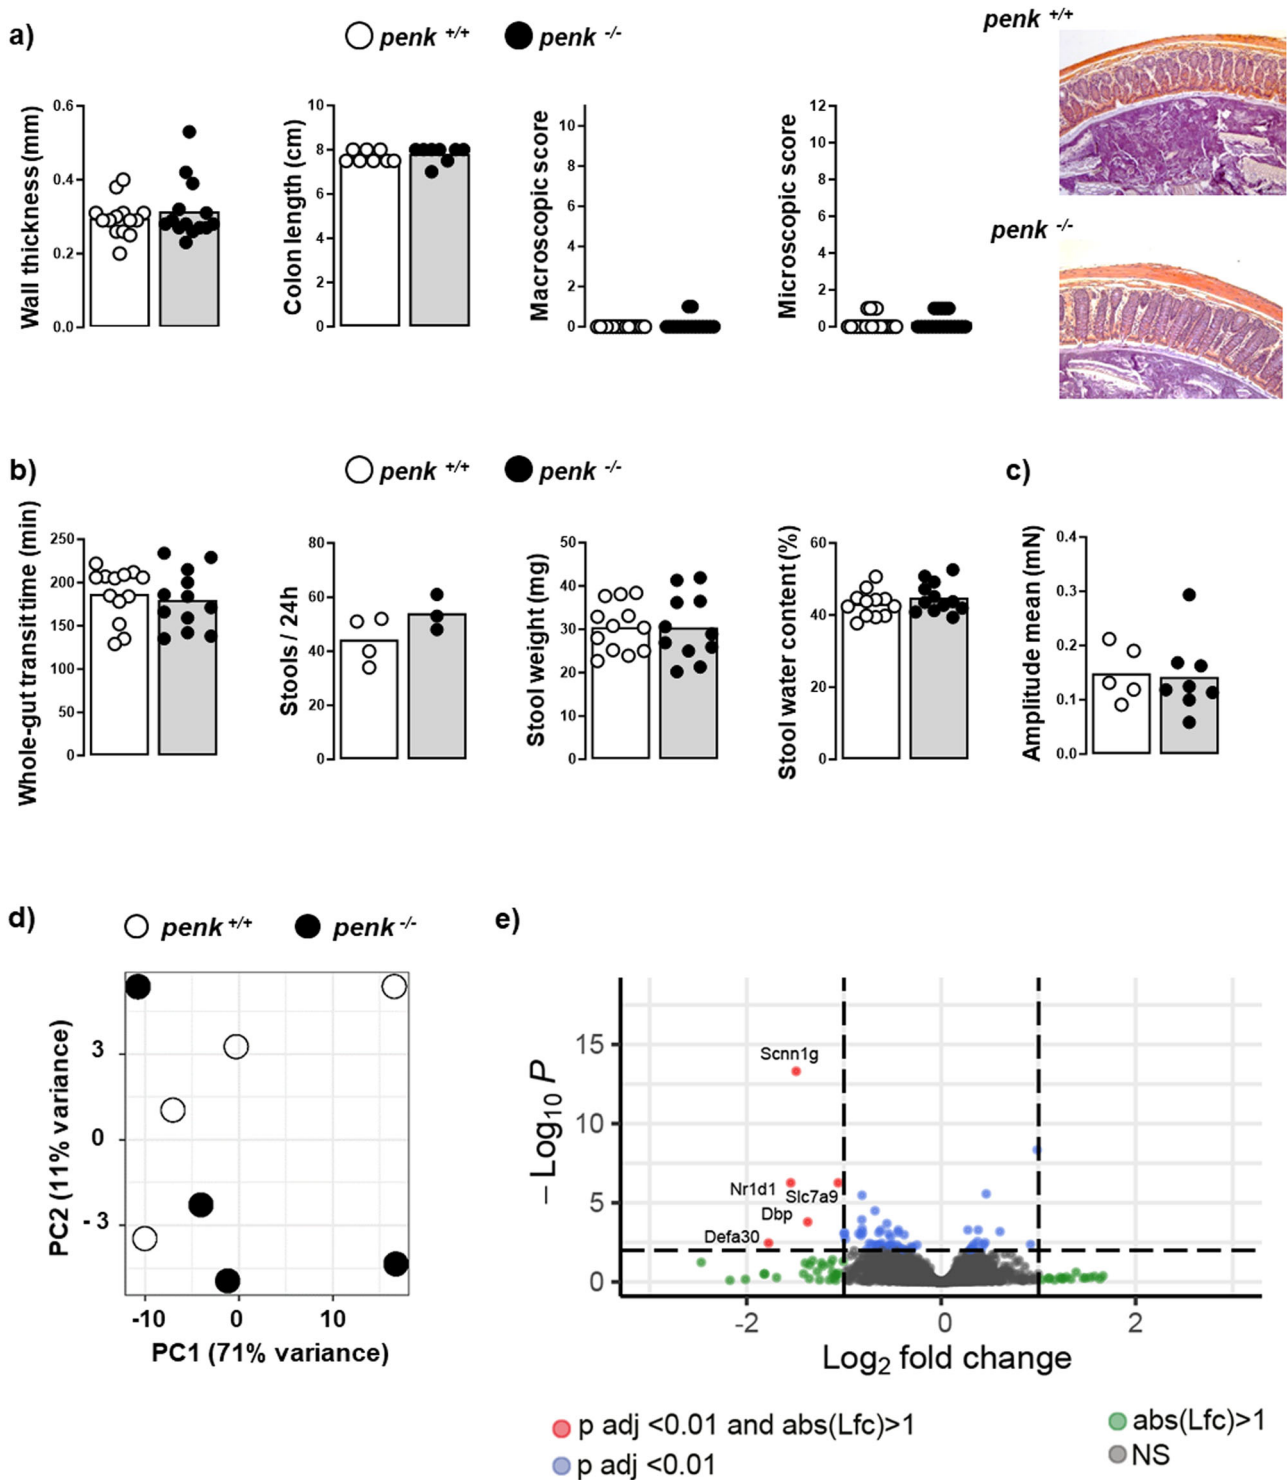 a)
penk +/+
penk -/-
penk +/+
penk -/-
Wall thickness (mm)
0.6
0.4
0.2
0.0
Colon length (cm)
10
8
6
4
2
0
Macroscopic score
10
8
6
4
2
0
Microscopic score
12
10
8
6
4
2
0
b)
penk +/+
penk -/-
c)
Whole-gut transit time (min)
250
200
150
100
50
0
Stools / 24h
80
60
40
20
0
Stool weight (mg)
50
40
30
20
10
0
Stool water content (%)
60
40
20
0
Amplitude mean (mN)
0.4
0.3
0.2
0.1
0.0
d)
penk +/+
penk -/-
e)
PC2 (11% variance)
3
0
- 3
-10
0
10
PC1 (71% variance)
– Log10 P
15
10
5
0
Scnn1g
Nr1d1
Slc7a9
Dbp
Defa30
-2
0
2
Log2 fold change
p adj <0.01 and abs(Lfc)>1
abs(Lfc)>1
p adj <0.01
NS